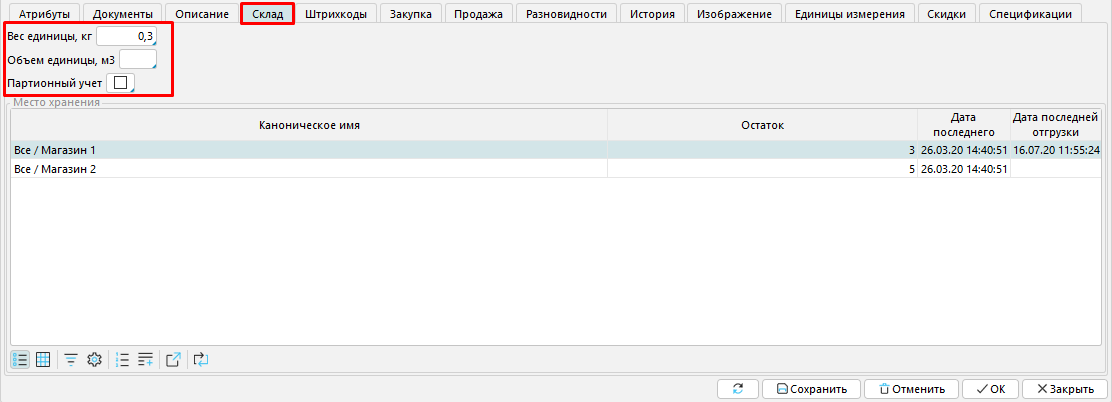 Атрибуты Документы Описание Склад Штрихкоды Закупка Продажа Разновидности История Изображение Единицы измерения Скидки Спецификации
Вес единицы, кг 0,3
Объем единицы, м3
Партионный учет
Место хранения
Каноническое имя Остаток Дата последнего Дата последней отгрузки
Все / Магазин 1 3 26.03.20 14:40:51 16.07.20 11:55:24
Все / Магазин 2 5 26.03.20 14:40:51
Сохранить Отменить OK Закрыть